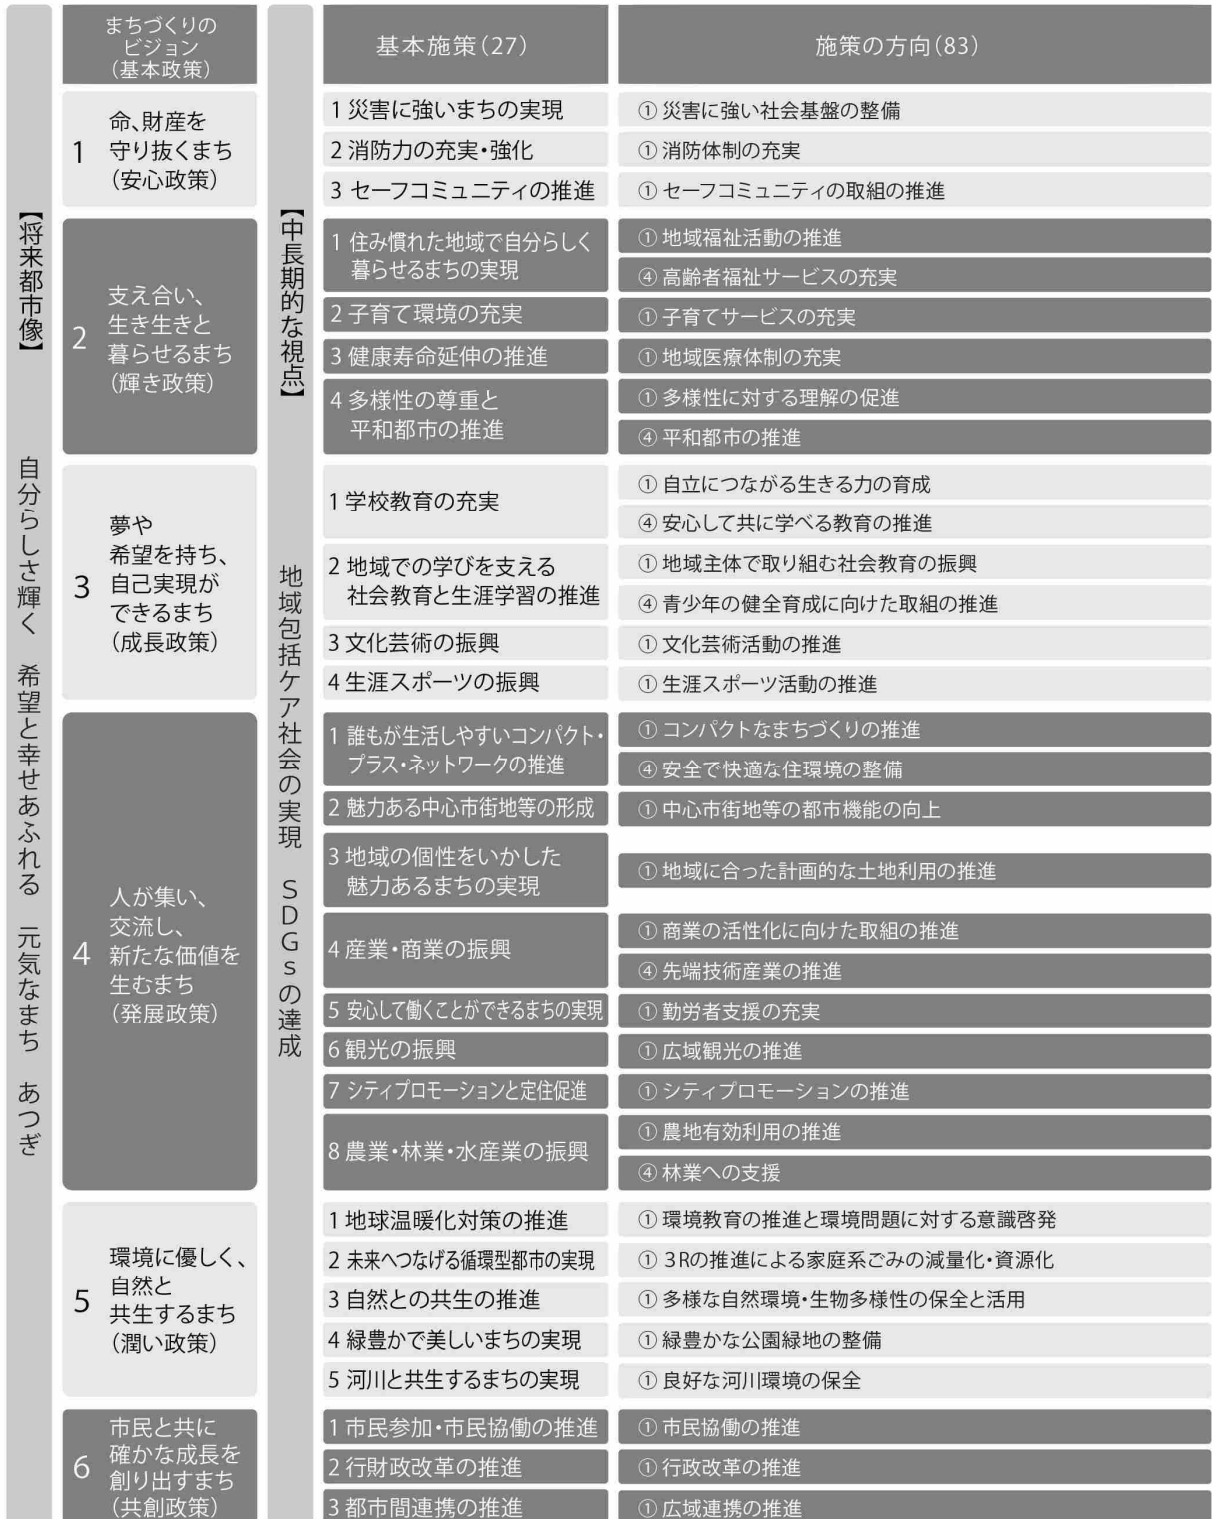 【将来都市像】 自分らしさ輝く 希望と幸せあふれる 元気なまち あつぎ
まちづくりの
ビジョン
(基本政策)
【中長期的な視点】 地域包括ケア社会の実現 SDGsの達成
基本施策(27)
施策の方向(83)
1
命、財産を
守り抜くまち
(安心政策)
1 災害に強いまちの実現
① 災害に強い社会基盤の整備
2 消防力の充実・強化
① 消防体制の充実
3 セーフコミュニティの推進
① セーフコミュニティの取組の推進
2
支え合い、
生き生きと
暮らせるまち
(輝き政策)
1 住み慣れた地域で自分らしく
暮らせるまちの実現
① 地域福祉活動の推進
④ 高齢者福祉サービスの充実
2 子育て環境の充実
① 子育てサービスの充実
3 健康寿命延伸の推進
① 地域医療体制の充実
4 多様性の尊重と
平和都市の推進
① 多様性に対する理解の促進
④ 平和都市の推進
3
夢や
希望を持ち、
自己実現が
できるまち
(成長政策)
1 学校教育の充実
① 自立につながる生きる力の育成
④ 安心して共に学べる教育の推進
2 地域での学びを支える
社会教育と生涯学習の推進
① 地域主体で取り組む社会教育の振興
④ 青少年の健全育成に向けた取組の推進
3 文化芸術の振興
① 文化芸術活動の推進
4 生涯スポーツの振興
① 生涯スポーツ活動の推進
4
人が集い、
交流し、
新たな価値を
生むまち
(発展政策)
1 誰もが生活しやすいコンパクト・
プラス・ネットワークの推進
① コンパクトなまちづくりの推進
④ 安全で快適な住環境の整備
2 魅力ある中心市街地等の形成
① 中心市街地等の都市機能の向上
3 地域の個性をいかした
魅力あるまちの実現
① 地域に合った計画的な土地利用の推進
4 産業・商業の振興
① 商業の活性化に向けた取組の推進
④ 先端技術産業の推進
5 安心して働くことができるまちの実現
① 勤労者支援の充実
6 観光の振興
① 広域観光の推進
7 シティプロモーションと定住促進
① シティプロモーションの推進
8 農業・林業・水産業の振興
① 農地有効利用の推進
④ 林業への支援
5
環境に優しく、
自然と
共生するまち
(潤い政策)
1 地球温暖化対策の推進
① 環境教育の推進と環境問題に対する意識啓発
2 未来へつなげる循環型都市の実現
① 3Rの推進による家庭系ごみの減量化・資源化
3 自然との共生の推進
① 多様な自然環境・生物多様性の保全と活用
4 緑豊かで美しいまちの実現
① 緑豊かな公園緑地の整備
5 河川と共生するまちの実現
① 良好な河川環境の保全
6
市民と共に
確かな成長を
創り出すまち
(共創政策)
1 市民参加・市民協働の推進
① 市民協働の推進
2 行財政改革の推進
① 行政改革の推進
3 都市間連携の推進
① 広域連携の推進